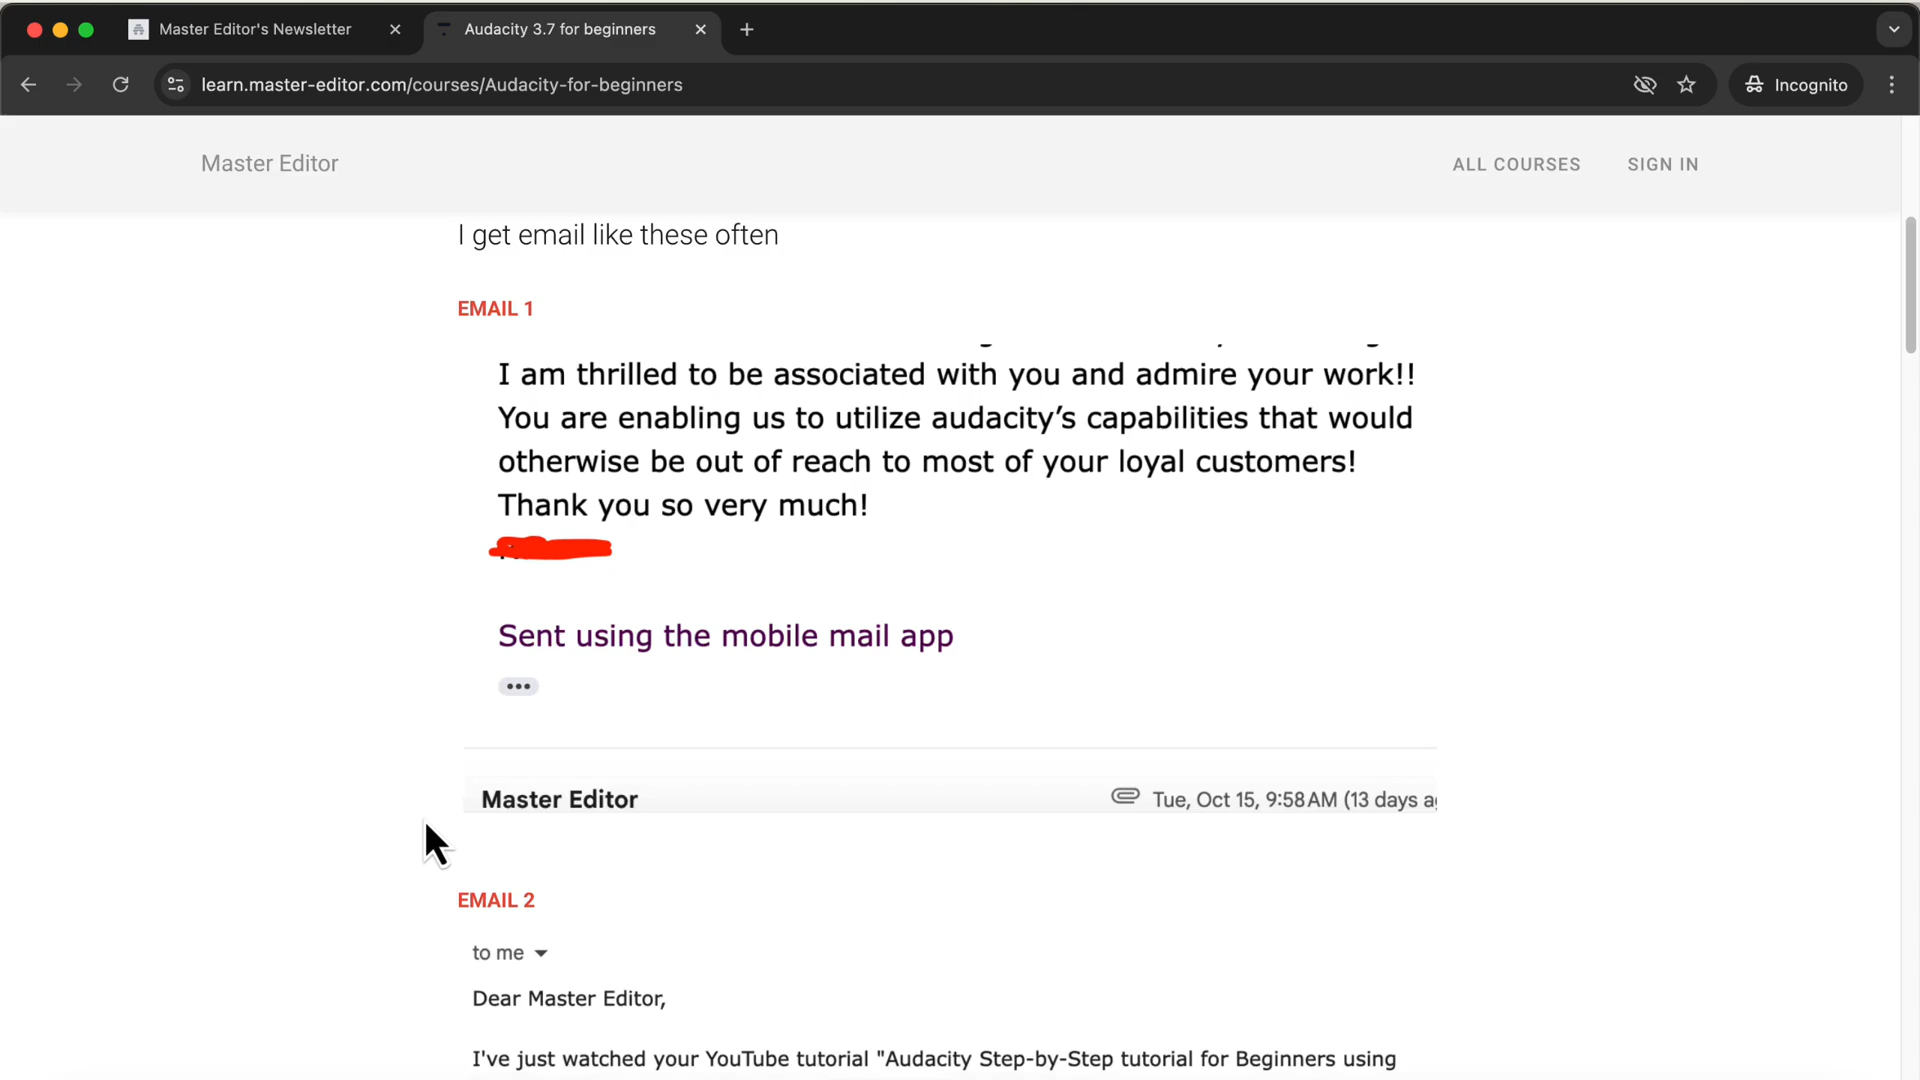 Master Editor's Newsletter
Audacity 3.7 for beginners
learn.master-editor.com/courses/Audacity-for-beginners
Incognito
Master Editor
ALL COURSES
SIGN IN
I get email like these often
EMAIL 1
I am thrilled to be associated with you and admire your work!!
You are enabling us to utilize audacity’s capabilities that would
otherwise be out of reach to most of your loyal customers!
Thank you so very much!
Sent using the mobile mail app
Master Editor
Tue, Oct 15, 9:58 AM (13 days
EMAIL 2
to me
Dear Master Editor,
I've just watched your YouTube tutorial "Audacity Step-by-Step tutorial for Beginners using